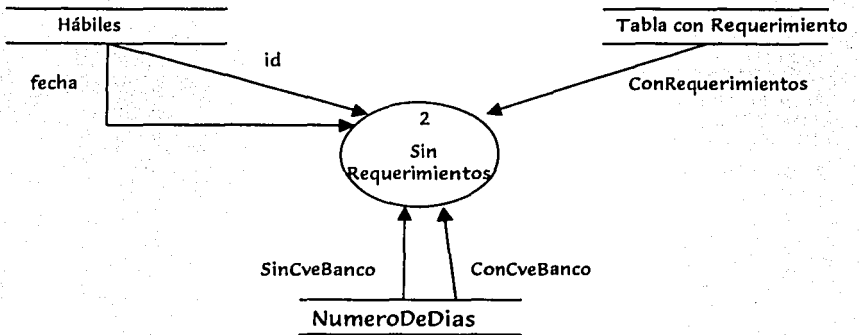 Hábiles
Tabla con Requerimiento
id
fecha
ConRequerimientos
2
Sin
Requerimientos
SinCveBanco
ConCveBanco
NumeroDeDias